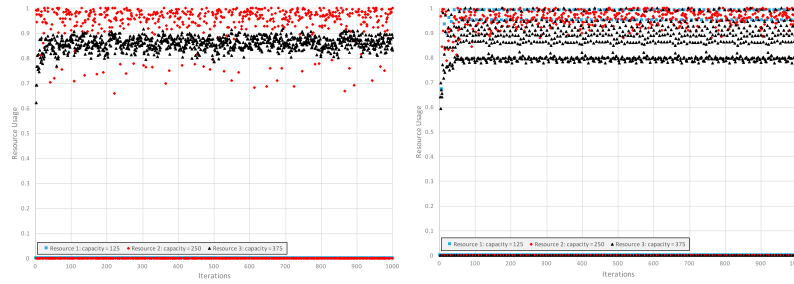 1
0.9
0.8
0.7
0.6
0.5
0.4
0.3
0.2
0.1
0
Resource Usage
Resource 1: capacity = 125 Resource 2: capacity = 250 Resource 3: capacity = 375
0 100 200 300 400 500 600 700 800 900 1000
Iterations
1
0.9
0.8
0.7
0.6
0.5
0.4
0.3
0.2
0.1
0
Resource Usage
Resource 1: capacity = 125 Resource 2: capacity = 250 Resource 3: capacity = 375
0 100 200 300 400 500 600 700 800 900
Iterations